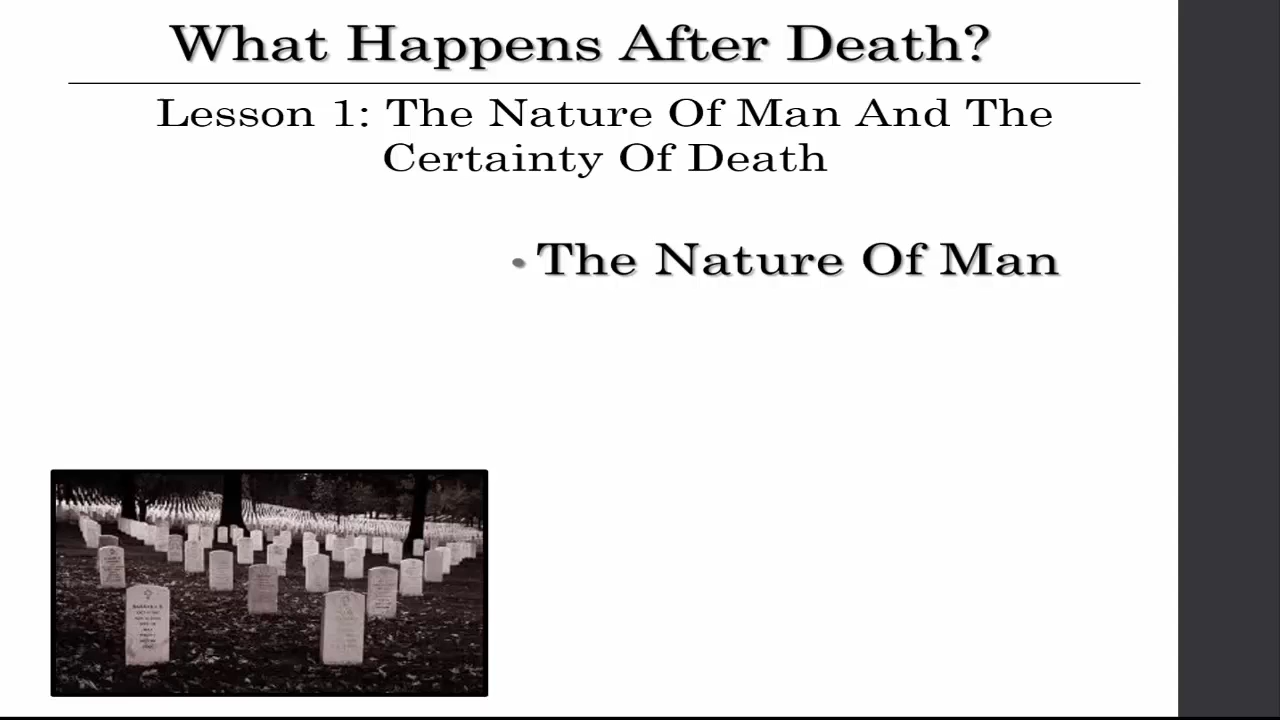 What Happens After Death?
Lesson 1: The Nature Of Man And The
Certainty Of Death
• The Nature Of Man